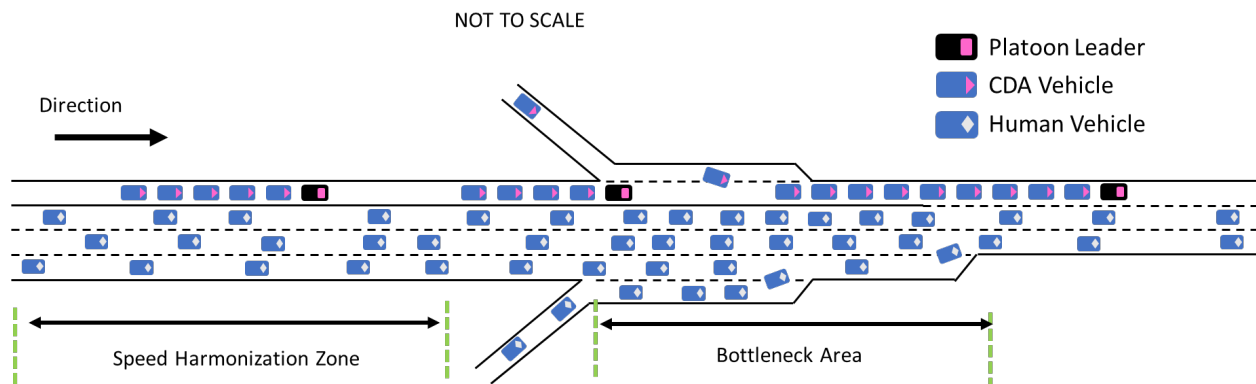 NOT TO SCALE
Platoon Leader
CDA Vehicle
Human Vehicle
Direction
Speed Harmonization Zone
Bottleneck Area